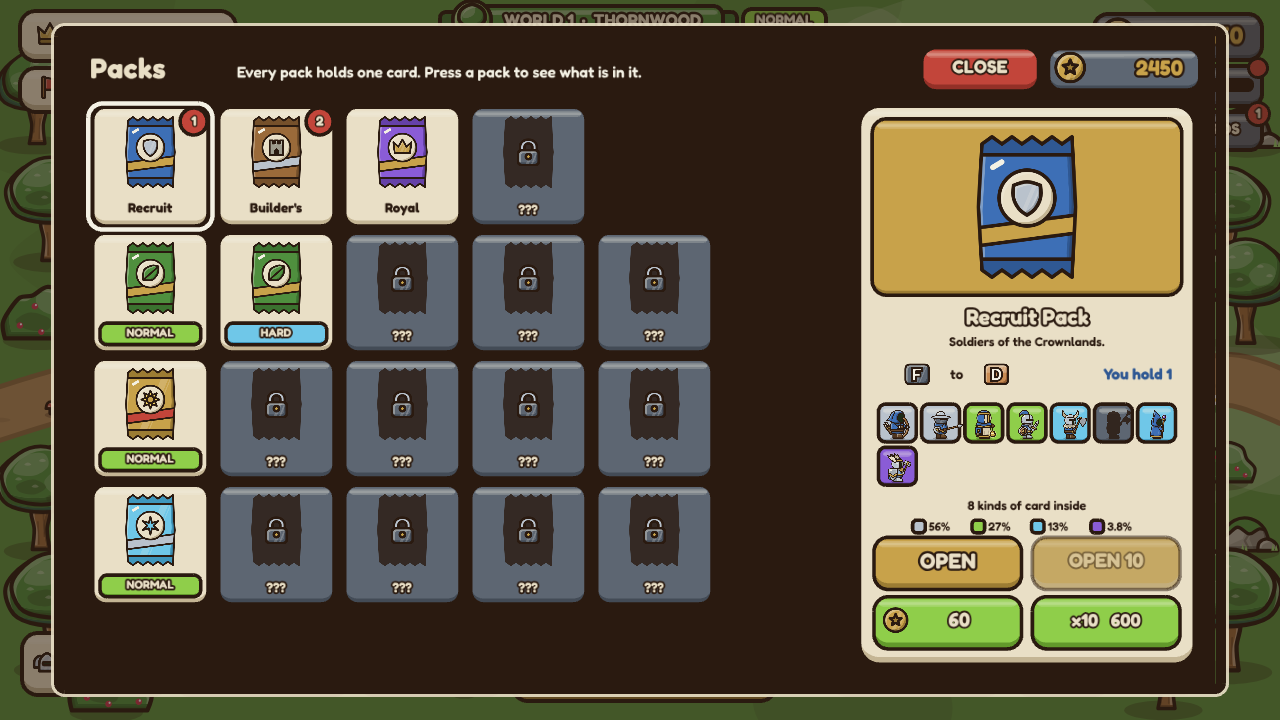 WORLD 1 · THORNWOOD
NORMAL
Packs
Every pack holds one card. Press a pack to see what is in it.
CLOSE
2450
1
Recruit
2
Builder's
Royal
???
NORMAL
HARD
???
???
???
NORMAL
???
???
???
???
NORMAL
???
???
???
???
Recruit Pack
Soldiers of the Crownlands.
F to D
You hold 1
8 kinds of card inside
56% 27% 13% 3.8%
OPEN
OPEN 10
60
x10 600
1